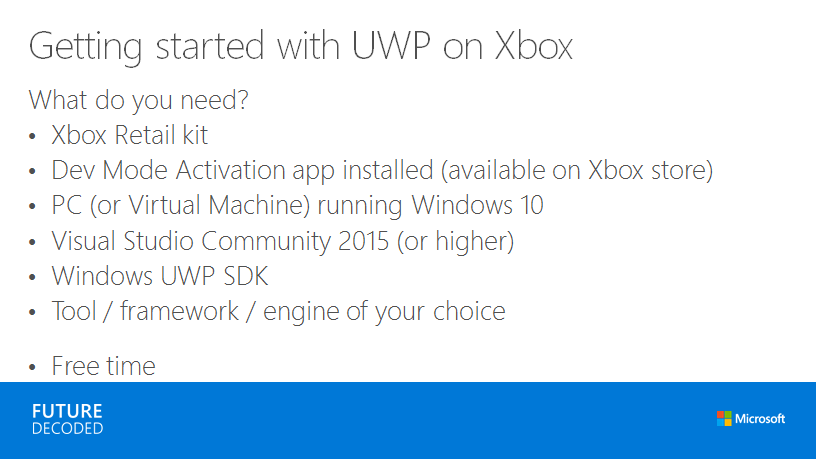 Getting started with UWP on Xbox
What do you need?
• Xbox Retail kit
• Dev Mode Activation app installed (available on Xbox store)
• PC (or Virtual Machine) running Windows 10
• Visual Studio Community 2015 (or higher)
• Windows UWP SDK
• Tool / framework / engine of your choice
• Free time
FUTURE
DECODED
Microsoft